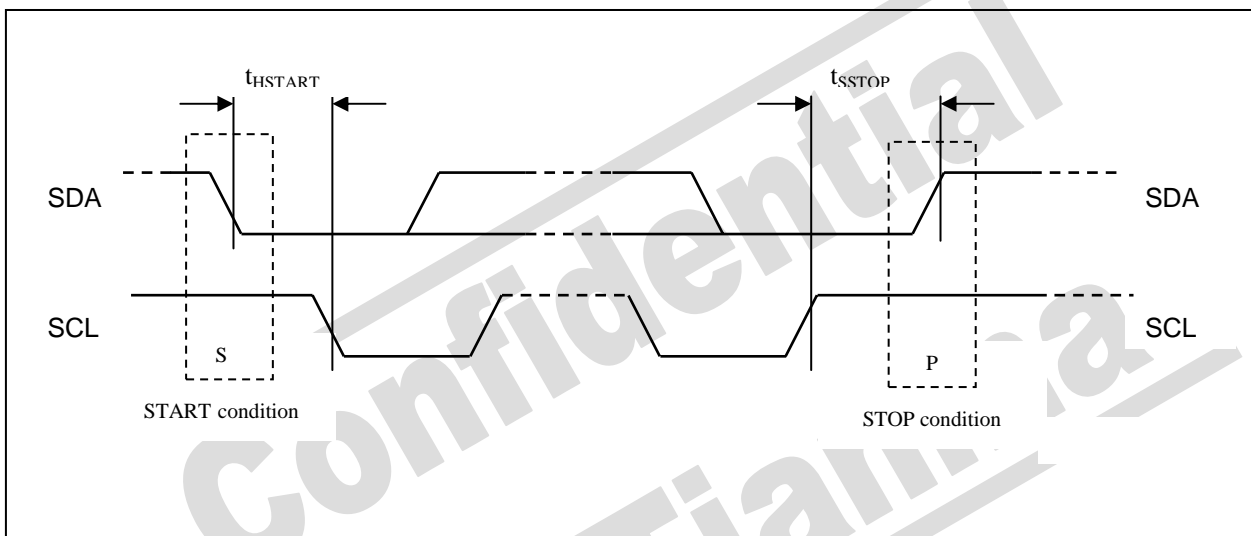 tHSTART
tSSTOP
SDA
SDA
SCL
SCL
S
P
START condition
STOP condition
Confidential
Tianma